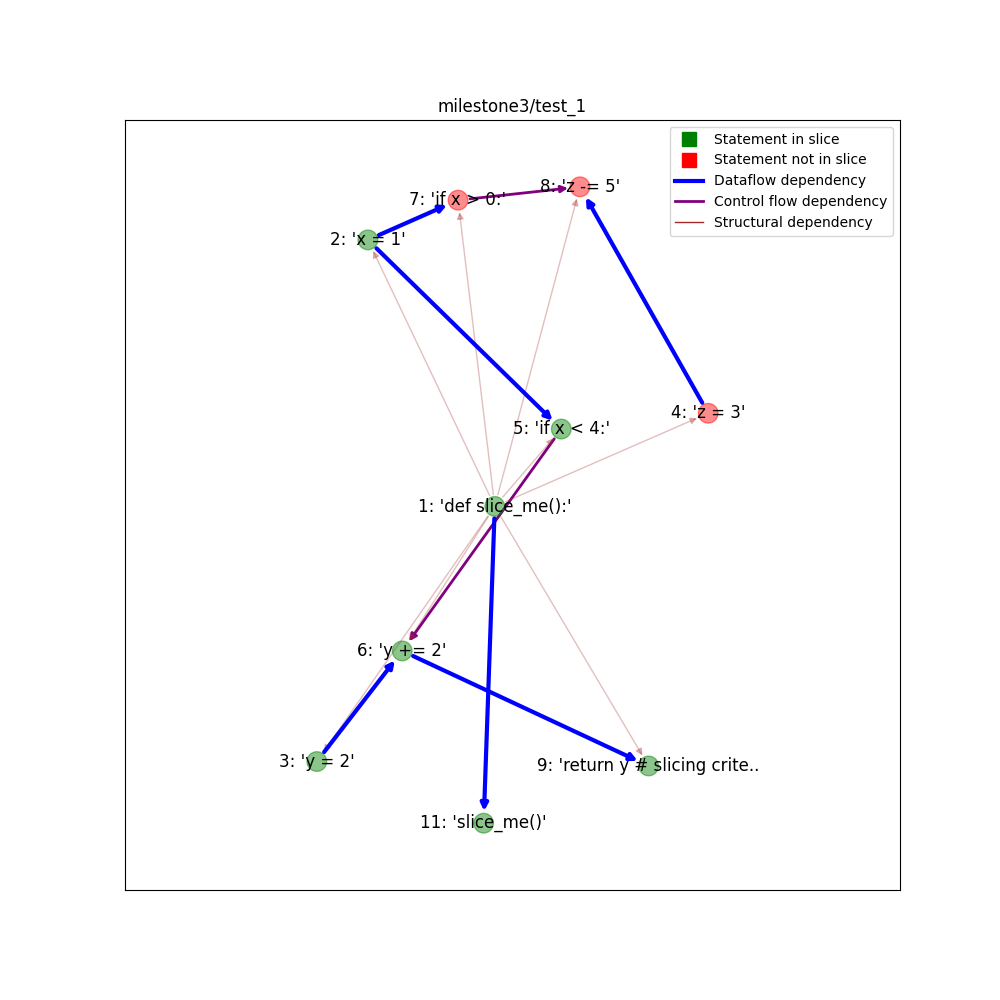 milestone3/test_1
Statement in slice
Statement not in slice
Dataflow dependency
Control flow dependency
Structural dependency
8: 'z -= 5'
7: 'if x > 0:'
2: 'x = 1'
4: 'z = 3'
5: 'if x < 4:'
1: 'def slice_me():'
6: 'y += 2'
3: 'y = 2'
9: 'return y # slicing crite..
11: 'slice_me()'